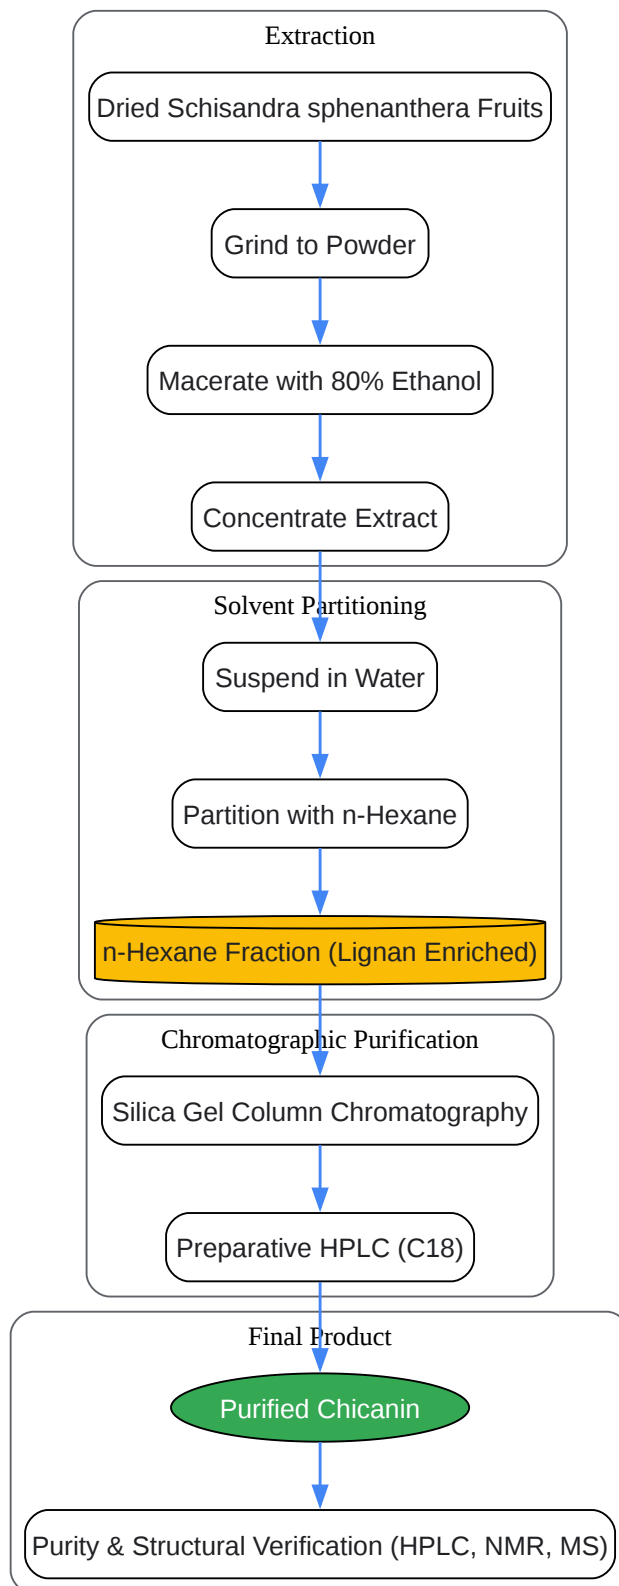 Extraction
Dried Schisandra sphenanthera Fruits
Grind to Powder
Macerate with 80% Ethanol
Concentrate Extract
Solvent Partitioning
Suspend in Water
Partition with n-Hexane
n-Hexane Fraction (Lignan Enriched)
Chromatographic Purification
Silica Gel Column Chromatography
Preparative HPLC (C18)
Final Product
Purified Chicanin
Purity & Structural Verification (HPLC, NMR, MS)